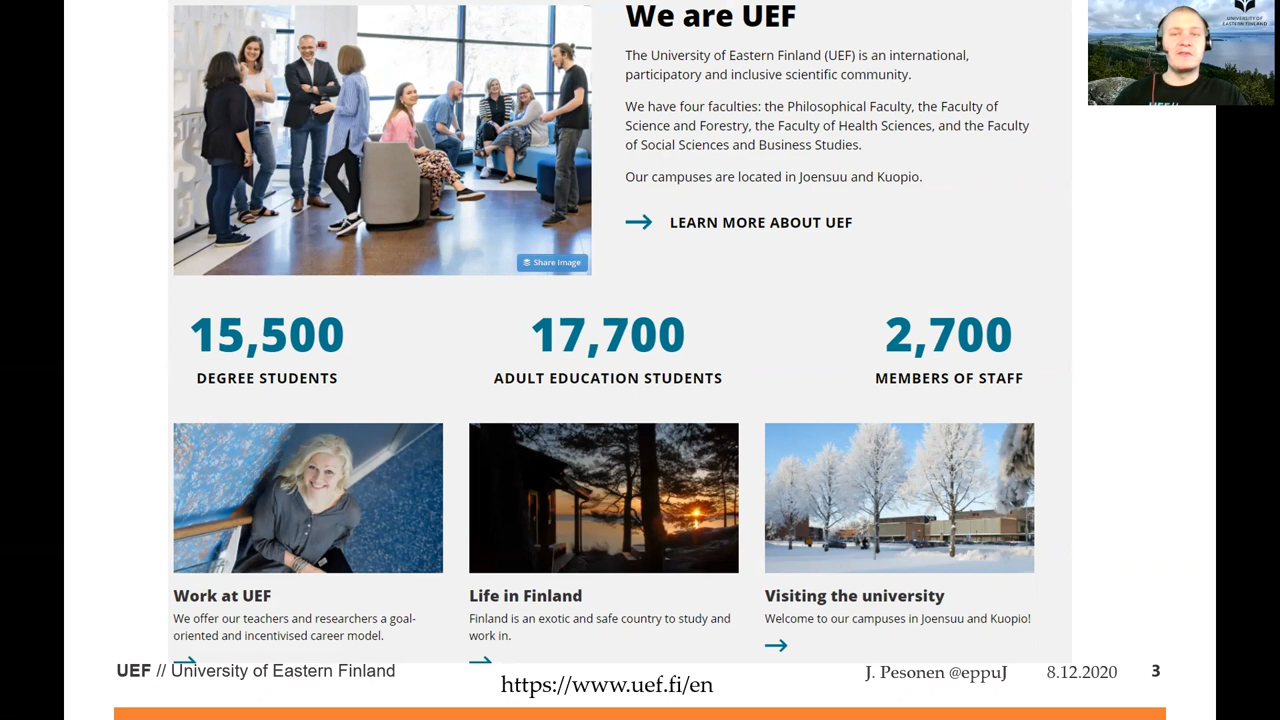 We are UEF
The University of Eastern Finland (UEF) is an international,
participatory and inclusive scientific community.
We have four faculties: the Philosophical Faculty, the Faculty of
Science and Forestry, the Faculty of Health Sciences, and the Faculty
of Social Sciences and Business Studies.
Our campuses are located in Joensuu and Kuopio.
LEARN MORE ABOUT UEF
Share Image
UNIVERSITY OF
EASTERN FINLAND
15,500
DEGREE STUDENTS
17,700
ADULT EDUCATION STUDENTS
2,700
MEMBERS OF STAFF
Work at UEF
We offer our teachers and researchers a goal-
oriented and incentivised career model.
Life in Finland
Finland is an exotic and safe country to study and
work in.
Visiting the university
Welcome to our campuses in Joensuu and Kuopio!
UEF // University of Eastern Finland
https://www.uef.fi/en
J. Pesonen @eppuJ
8.12.2020
3